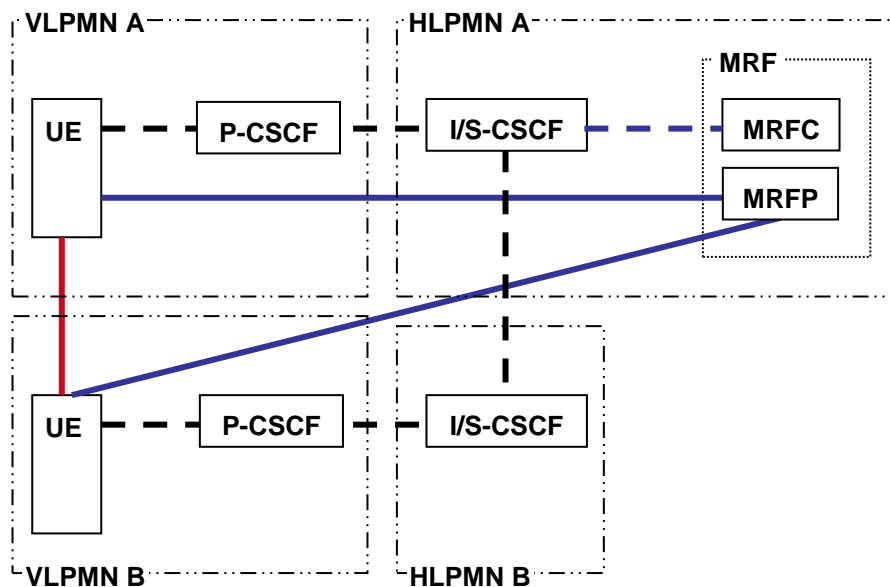 VLPMN A
HLPMN A
MRF
UE
P-CSCF
I/S-CSCF
MRFC
MRFP
UE
P-CSCF
I/S-CSCF
VLPMN B
HLPMN B